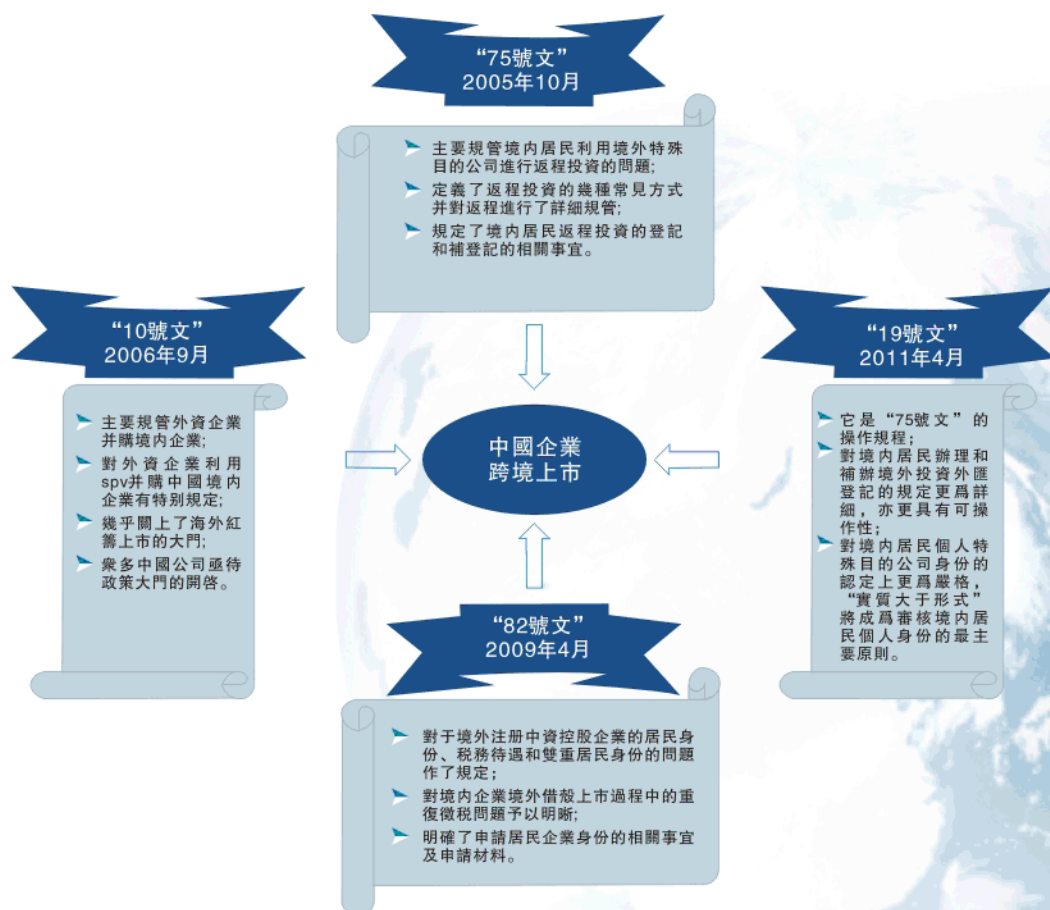 “75號文”
2005年10月
主要規管境内居民利用境外特殊
目的公司進行返程投資的問題;
定義了返程投資的幾種常見方式
并對返程進行了詳細規管;
規定了境内居民返程投資的登記
和補登記的相關事宜。
“10號文”
2006年9月
主要規管外資企業
并購境内企業;
對外資企業利用
spv并購中國境内
企業有特别規定;
幾乎關上了海外紅
籌上市的大門;
衆多中國公司亟待
政策大門的開啓。
中國企業
跨境上市
“19號文”
2011年4月
它是“75號文”的
操作規程；
對境内居民辦理和
補辦境外投資外匯
登記的規定更爲詳
細，亦更具有可操
作性；
對境内居民個人特
殊目的公司身份的
認定上更爲嚴格，
“實質大于形式”
將成爲審核境内居
民個人身份的最主
要原則。
“82號文”
2009年4月
對于境外注册中資控股企業的居民身
份、税務待遇和雙重居民身份的問題
作了規定；
對境内企業境外借殻上市過程中的重
復徵税問題予以明晰;
明確了申請居民企業身份的相關事宜
及申請材料。